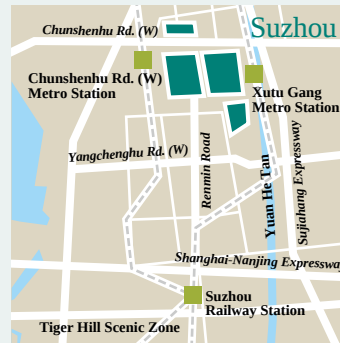 Suzhou
Chunshenhu Rd. (W)
Chunshenhu Rd. (W)
Metro Station
Xutu Gang
Metro Station
Yangchenghu Rd. (W)
Renmin Road
Yuan He Tan
Sujiahang Expressway
Shanghai-Nanjing Expressway
Suzhou
Railway Station
Tiger Hill Scenic Zone